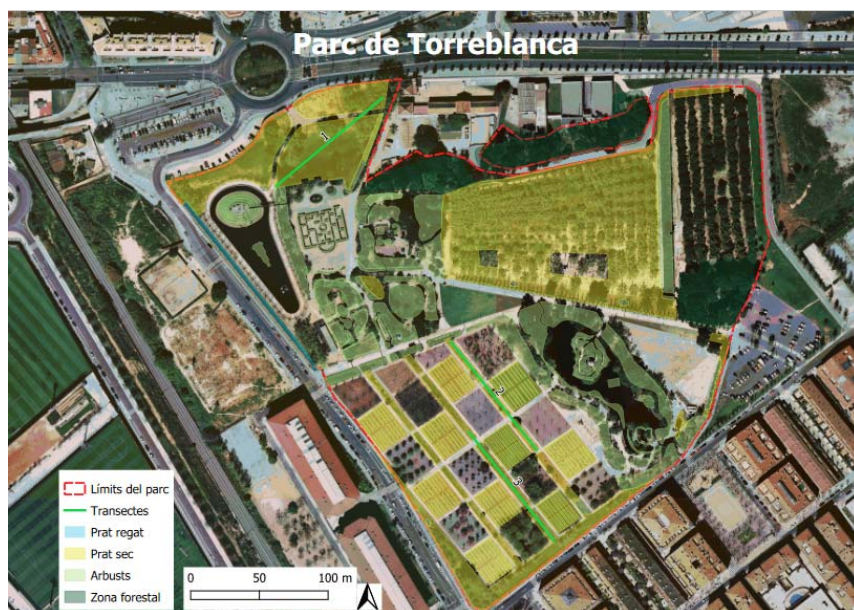 Parc de Torreblanca
1
2
3
Límits del parc
Transectes
Prat regat
Prat sec
Arbusts
Zona forestal
0 50 100 m